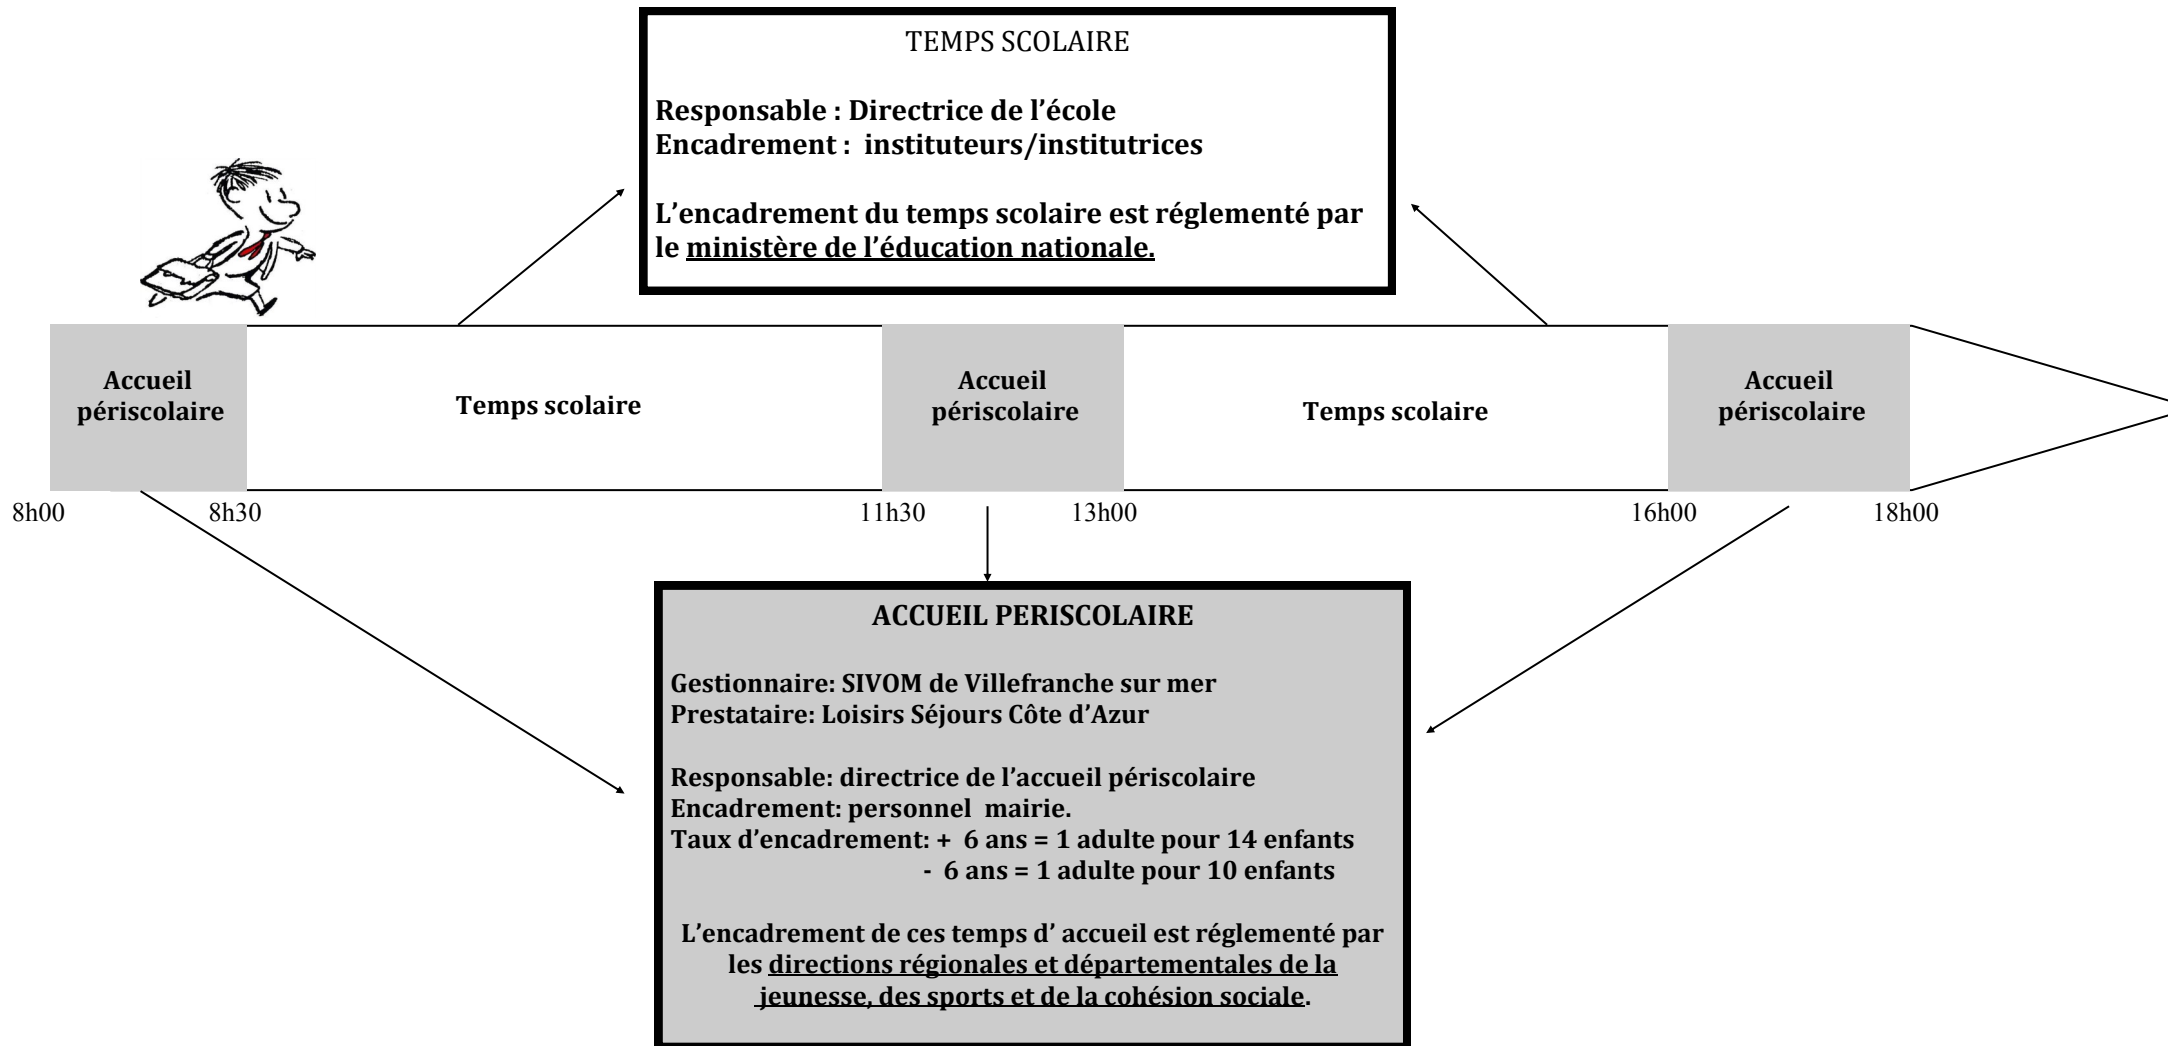 TEMPS SCOLAIRE
Responsable : Directrice de l’école
Encadrement :  instituteurs/institutrices
L’encadrement du temps scolaire est réglementé par
le ministère de l’éducation nationale.
Accueil
périscolaire
Temps scolaire
Accueil
périscolaire
Temps scolaire
Accueil
périscolaire
8h00
8h30
11h30
13h00
16h00
18h00
ACCUEIL PERISCOLAIRE
Gestionnaire: SIVOM de Villefranche sur mer
Prestataire: Loisirs Séjours Côte d’Azur
Responsable: directrice de l’accueil périscolaire
Encadrement: personnel  mairie.
Taux d’encadrement: +  6 ans = 1 adulte pour 14 enfants
-  6 ans = 1 adulte pour 10 enfants
L’encadrement de ces temps d’ accueil est réglementé par
les directions régionales et départementales de la
jeunesse, des sports et de la cohésion sociale.